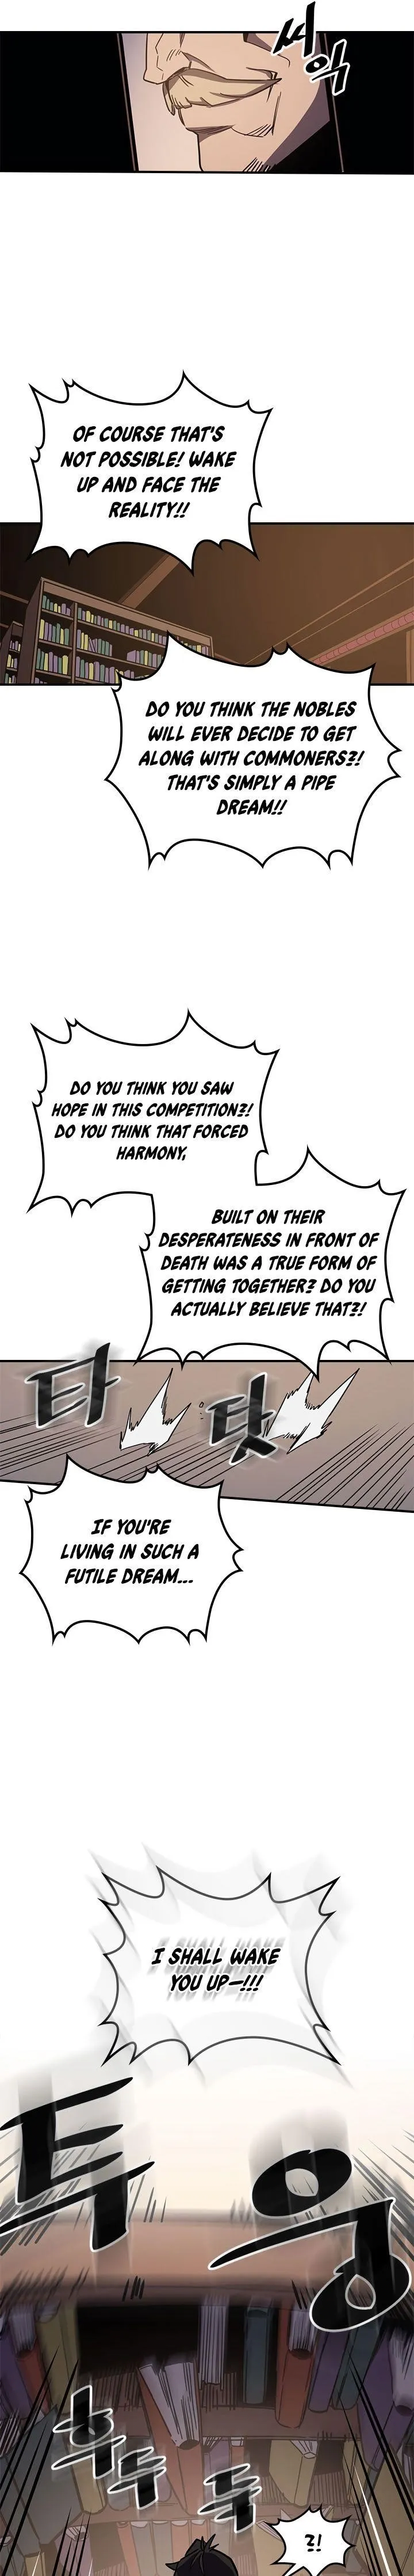 씨익
OF COURSE THAT'S
NOT POSSIBLE! WAKE
UP AND FACE THE
REALITY!!
DO YOU THINK THE NOBLES
WILL EVER DECIDE TO GET
ALONG WITH COMMONERS?!
THAT'S SIMPLY A PIPE
DREAM!!
DO YOU THINK YOU SAW
HOPE IN THIS COMPETITION?!
DO YOU THINK THAT FORCED
HARMONY,
BUILT ON THEIR
DESPERATENESS IN FRONT OF
DEATH WAS A TRUE FORM OF
GETTING TOGETHER? DO YOU
ACTUALLY BELIEVE THAT?!
타
탓
IF YOU'RE
LIVING IN SUCH A
FUTILE DREAM...
I SHALL WAKE
YOU UP-!!!
두웅
후우우
?!